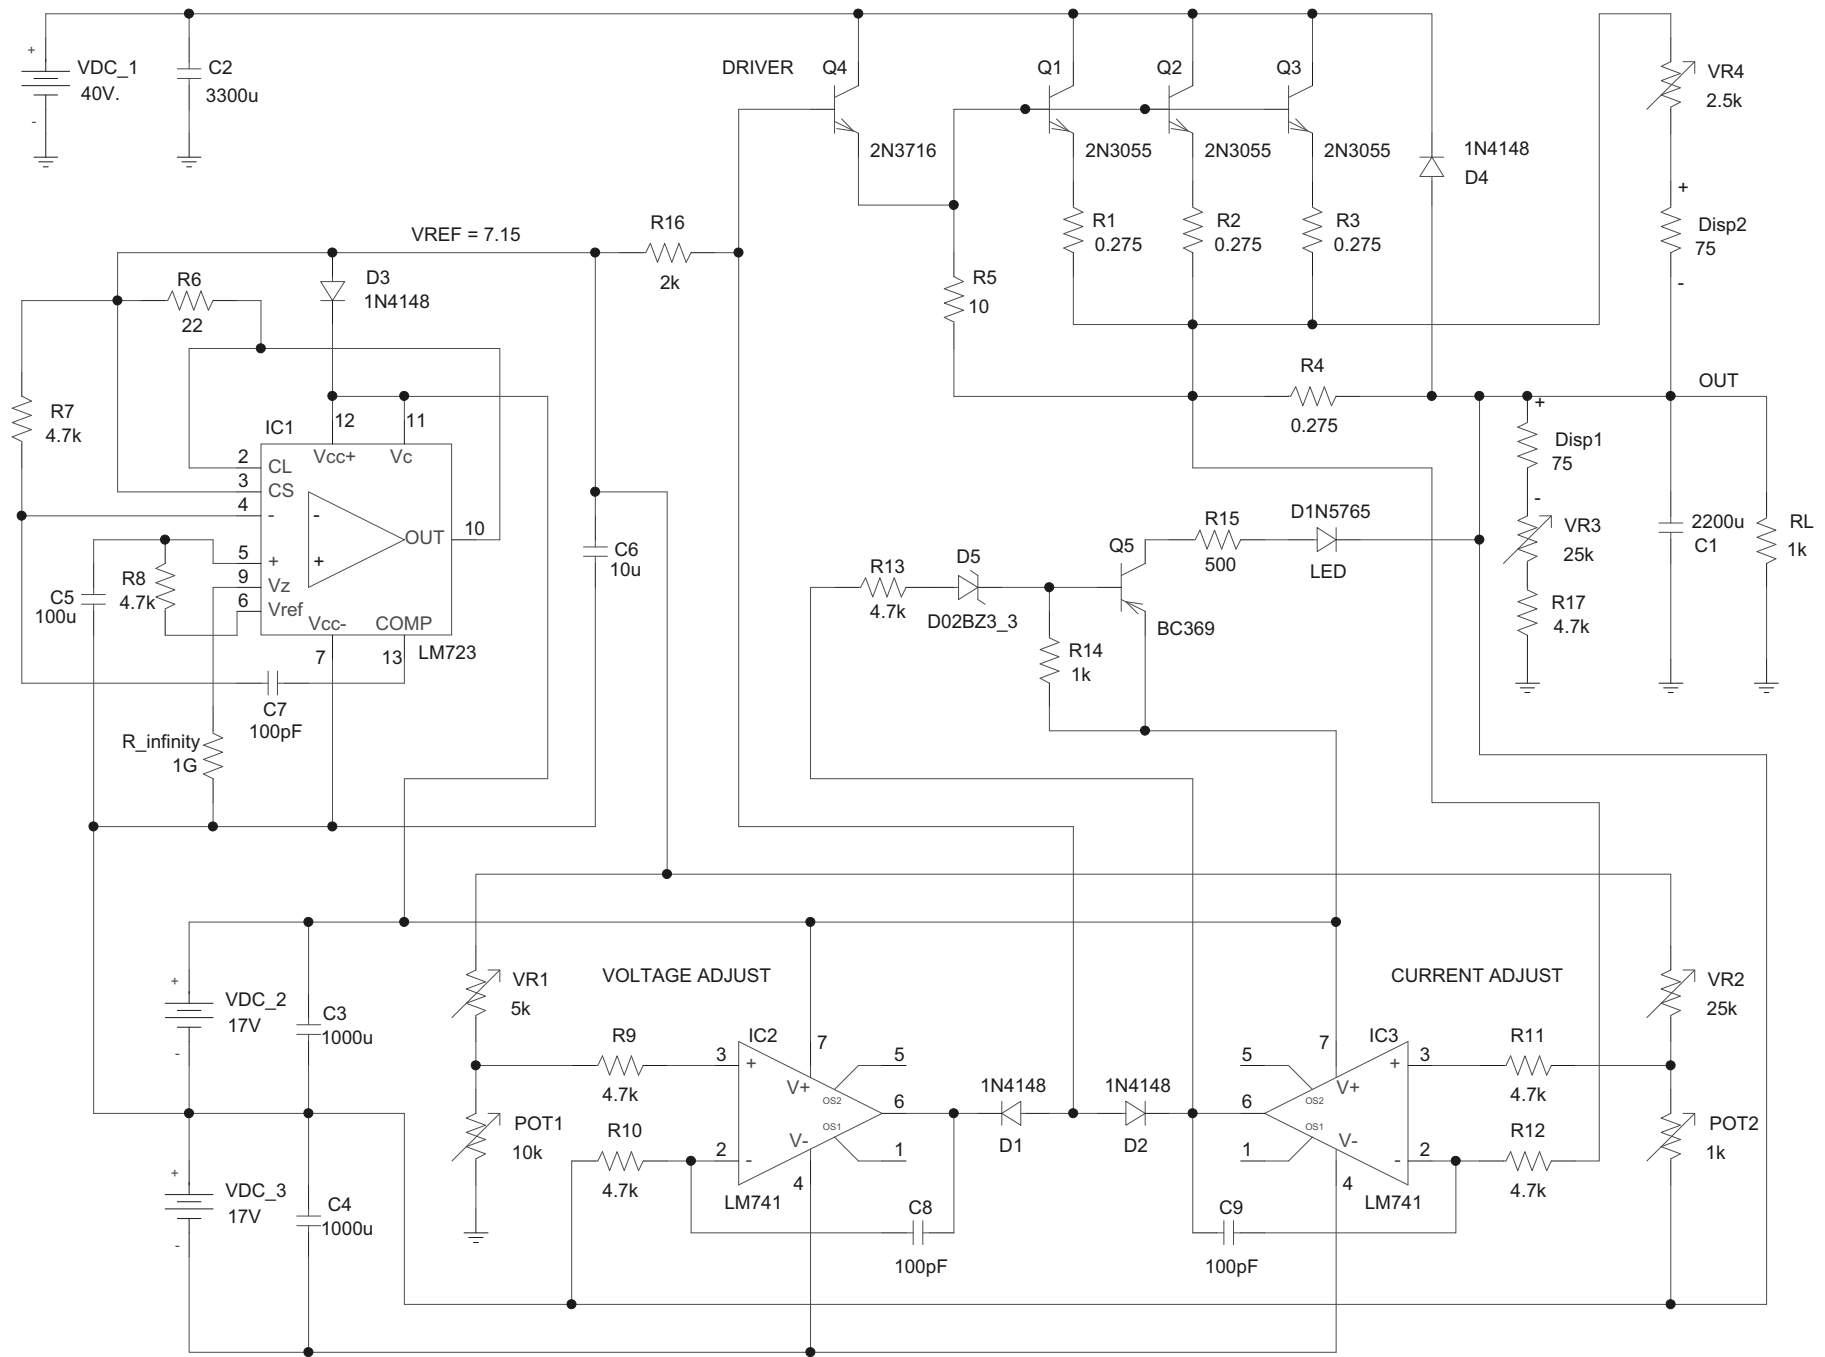 +
VDC_1
40V.
-
C2
3300u
DRIVER
Q4
2N3716
Q1
2N3055
Q2
2N3055
Q3
2N3055
1N4148
D4
VR4
2.5k
+
Disp2
75
-
R1
0.275
R2
0.275
R3
0.275
VREF = 7.15
R16
2k
R5
10
R6
22
D3
1N4148
R4
0.275
OUT
R7
4.7k
IC1
12
11
Vcc+
Vc
2
CL
3
CS
4
-
-
OUT
10
5
+
+
9
Vz
6
Vref
Vcc-
COMP
7
13
LM723
C5
100u
R8
4.7k
C6
10u
C7
100pF
R_infinity
1G
+
Disp1
75
-
VR3
25k
R17
4.7k
2200u
C1
RL
1k
R13
4.7k
D5
D02BZ3_3
Q5
BC369
R15
500
D1N5765
LED
R14
1k
+
VDC_2
17V
-
C3
1000u
+
VDC_3
17V
-
C4
1000u
VR1
5k
VOLTAGE ADJUST
POT1
10k
R9
4.7k
R10
4.7k
IC2
3
+
7
V+
OS2
5
6
OS1
1
V-
4
2
-
LM741
C8
100pF
1N4148
D1
1N4148
D2
CURRENT ADJUST
IC3
5
7
V+
OS2
+
3
6
OS1
1
V-
4
-
2
LM741
C9
100pF
R11
4.7k
R12
4.7k
VR2
25k
POT2
1k